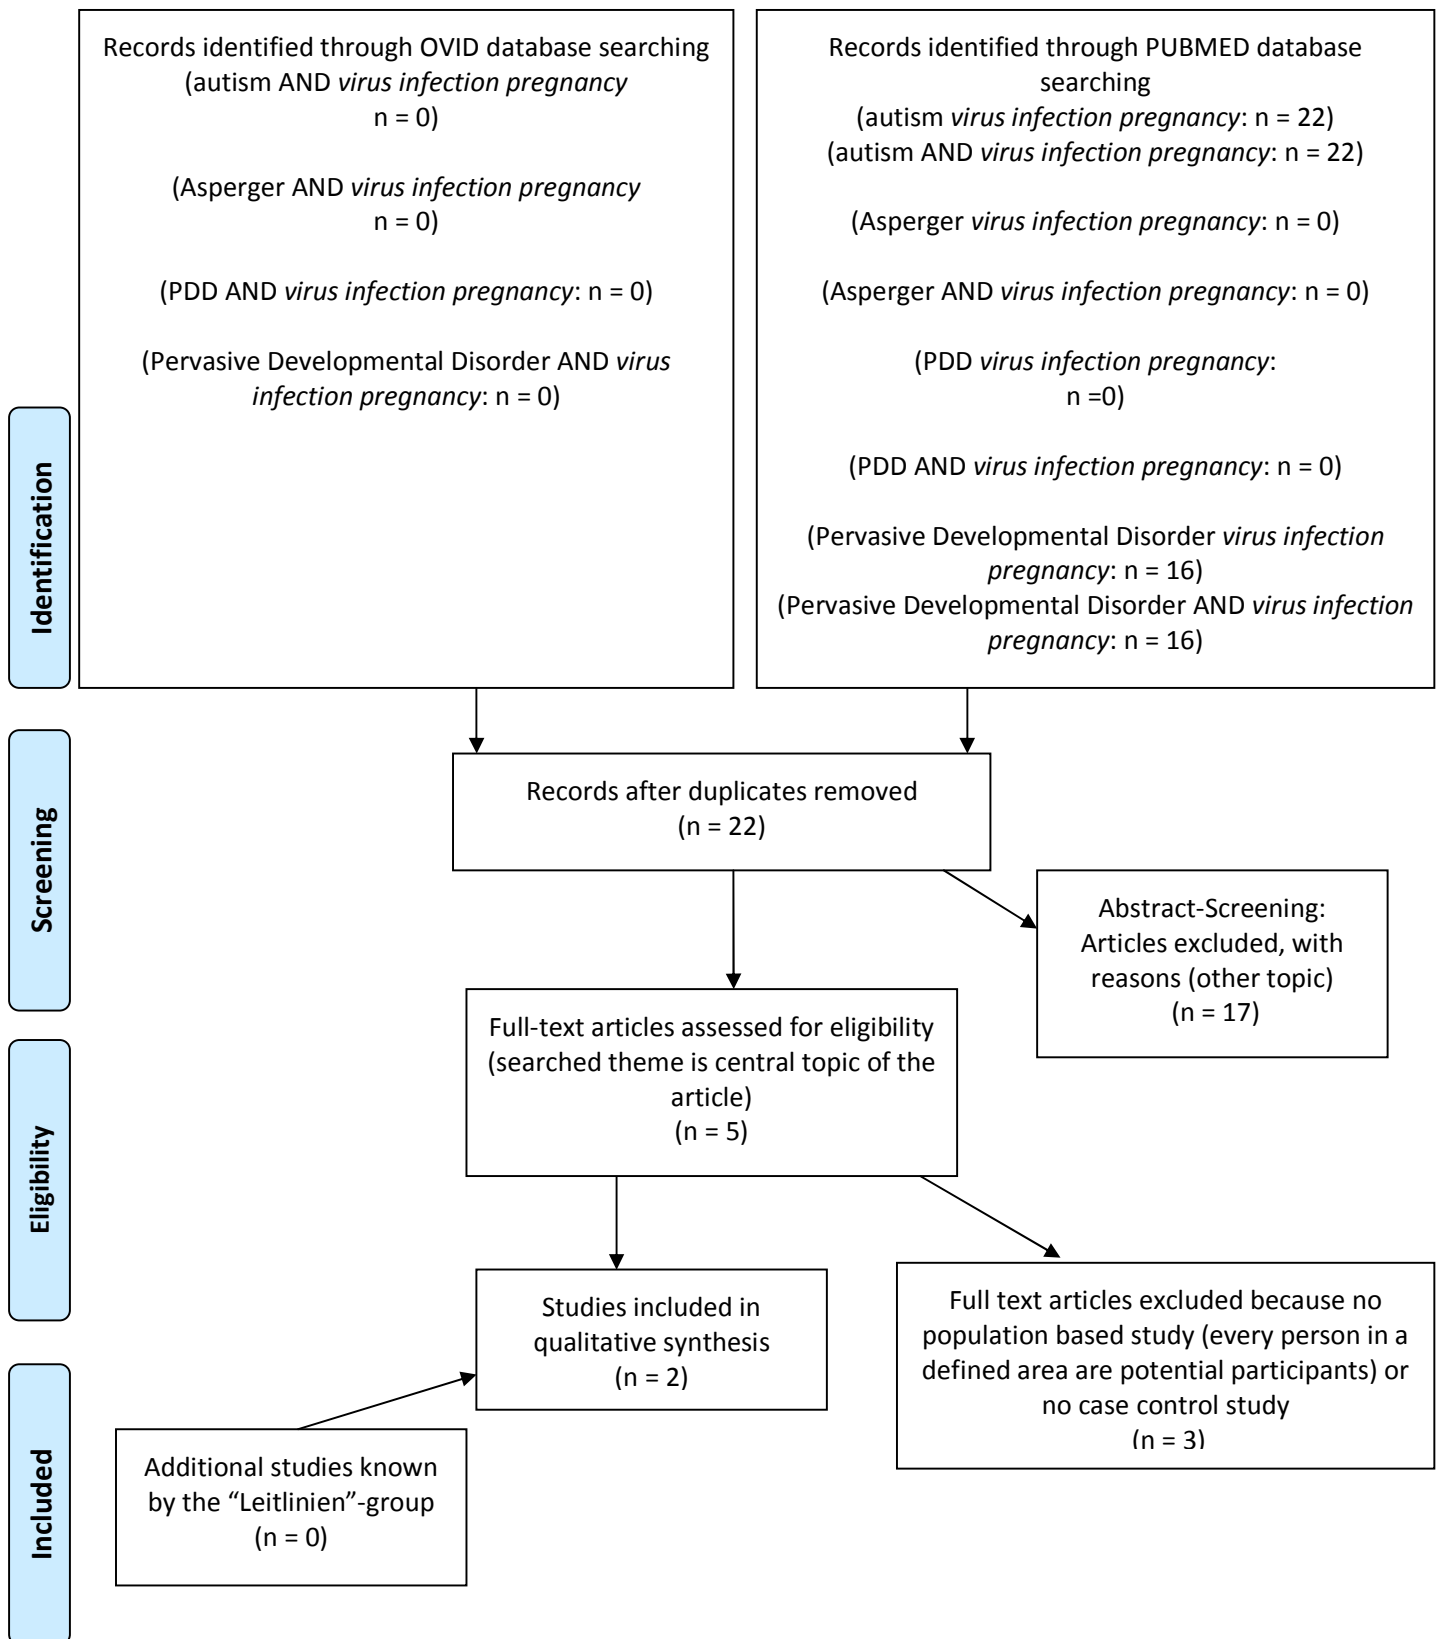 Records identified through OVID database searching
(autism AND virus infection pregnancy
n = 0)
(Asperger AND virus infection pregnancy
n = 0)
(PDD AND virus infection pregnancy: n = 0)
(Pervasive Developmental Disorder AND virus
infection pregnancy: n = 0)
Records identified through PUBMED database
searching
(autism virus infection pregnancy: n = 22)
(autism AND virus infection pregnancy: n = 22)
(Asperger virus infection pregnancy: n = 0)
(Asperger AND virus infection pregnancy: n = 0)
(PDD virus infection pregnancy:
n =0)
(PDD AND virus infection pregnancy: n = 0)
(Pervasive Developmental Disorder virus infection
pregnancy: n = 16)
(Pervasive Developmental Disorder AND virus infection
pregnancy: n = 16)
Identification
Records after duplicates removed
(n = 22)
Screening
Abstract-Screening:
Articles excluded, with
reasons (other topic)
(n = 17)
Full-text articles assessed for eligibility
(searched theme is central topic of the
article)
(n = 5)
Eligibility
Studies included in
qualitative synthesis
(n = 2)
Full text articles excluded because no
population based study (every person in a
defined area are potential participants) or
no case control study
(n = 3)
Additional studies known
by the “Leitlinien”-group
(n = 0)
Included